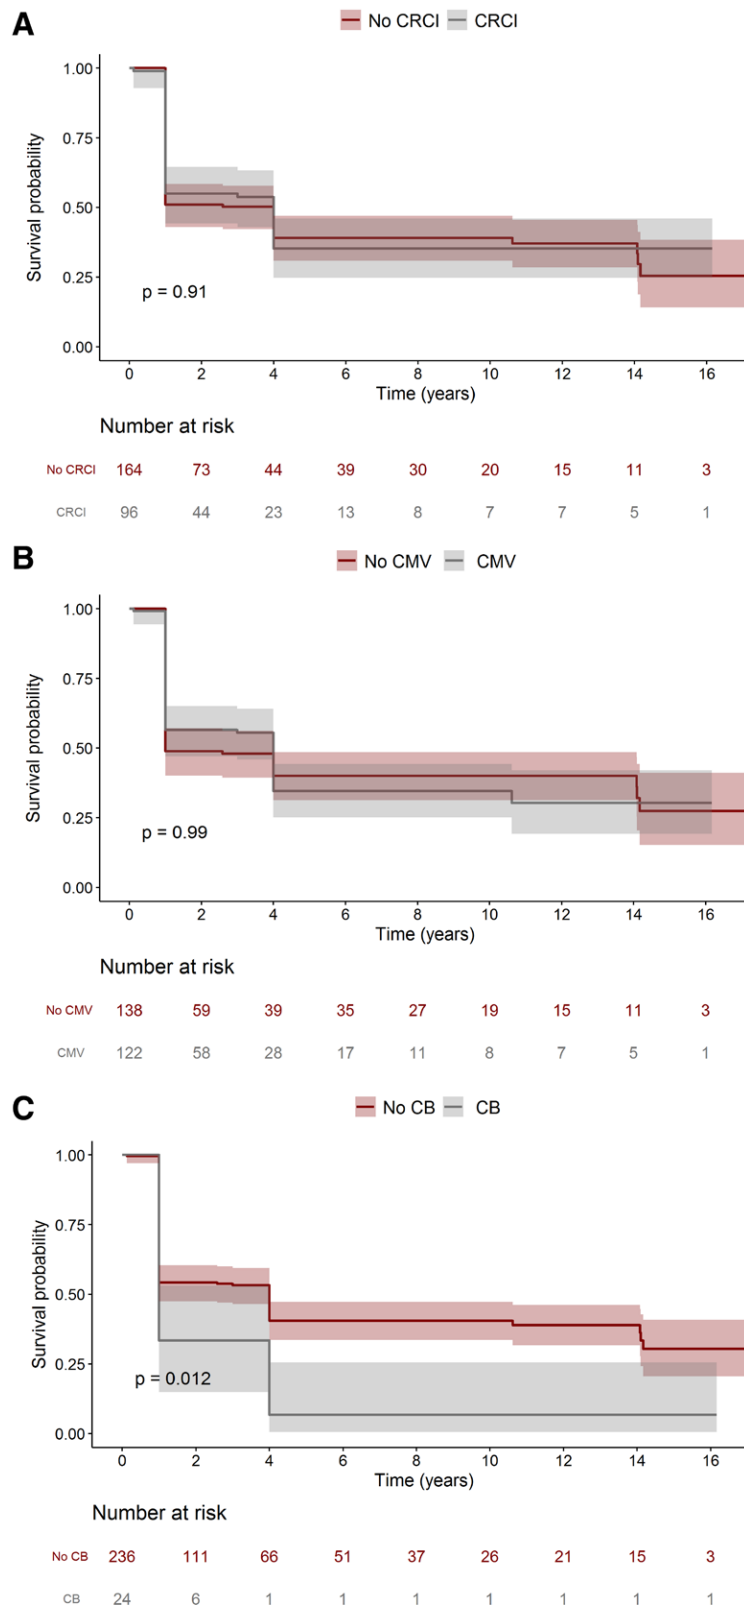 A
No CRCI CRCI
1.00
0.75
0.50
0.25
0.00
Survival probability
p = 0.91
0 2 4 6 8 10 12 14 16
Time (years)
Number at risk
No CRCI 164 73 44 39 30 20 15 11 3
CRCI 96 44 23 13 8 7 7 5 1
B
No CMV CMV
1.00
0.75
0.50
0.25
0.00
Survival probability
p = 0.99
0 2 4 6 8 10 12 14 16
Time (years)
Number at risk
No CMV 138 59 39 35 27 19 15 11 3
CMV 122 58 28 17 11 8 7 5 1
C
No CB CB
1.00
0.75
0.50
0.25
0.00
Survival probability
p = 0.012
0 2 4 6 8 10 12 14 16
Time (years)
Number at risk
No CB 236 111 66 51 37 26 21 15 3
CB 24 6 1 1 1 1 1 1 1